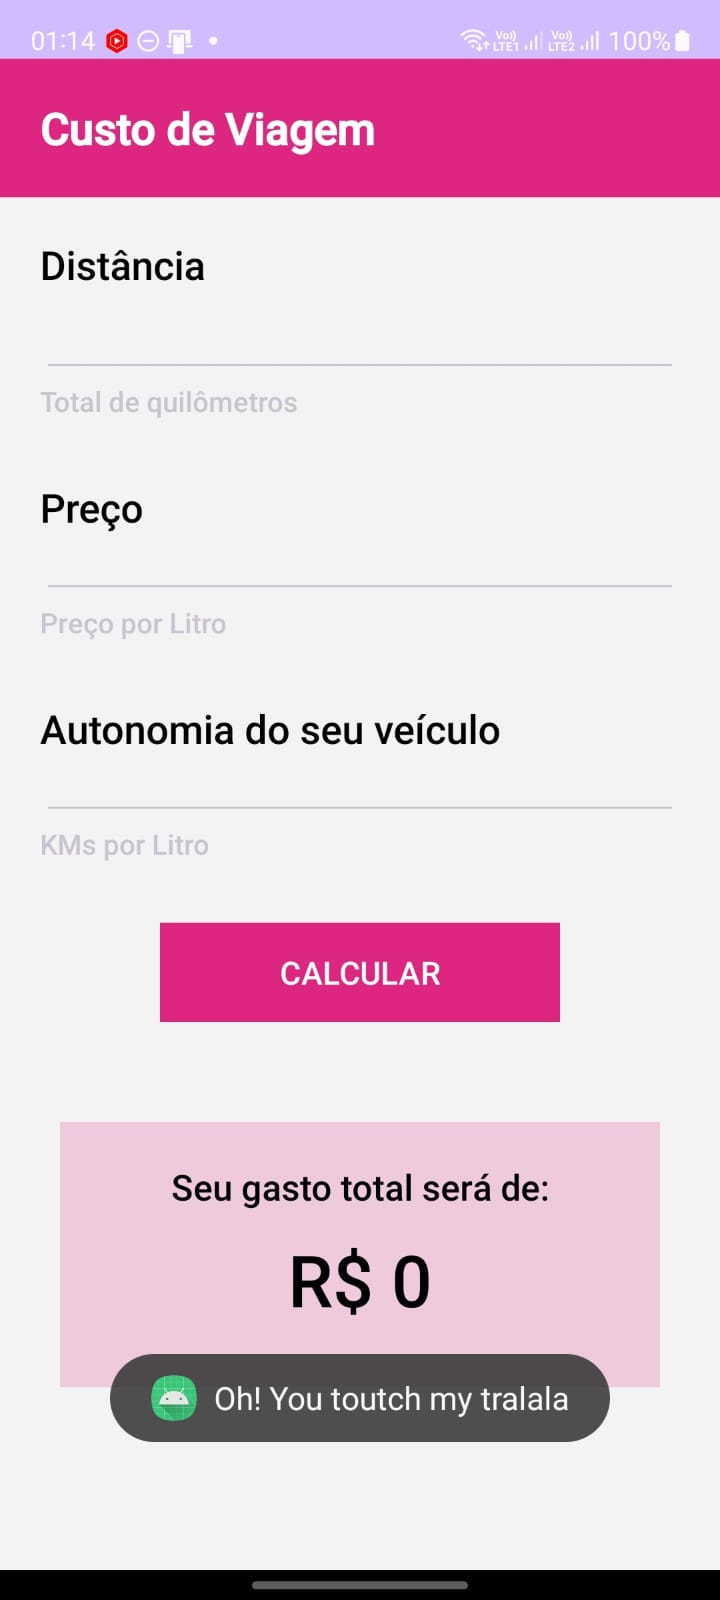 01:14 Vo) LTE1 Vo) LTE2 100%
Custo de Viagem
Distância
Total de quilômetros
Preço
Preço por Litro
Autonomia do seu veículo
KMs por Litro
CALCULAR
Seu gasto total será de:
R$ 0
Oh! You toutch my tralala